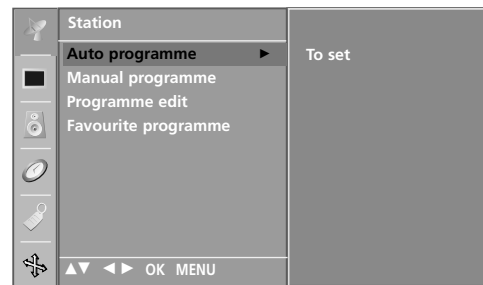 Station
Auto programme ► To set
Manual programme
Programme edit
Favourite programme
▲▼ ◄► OK MENU